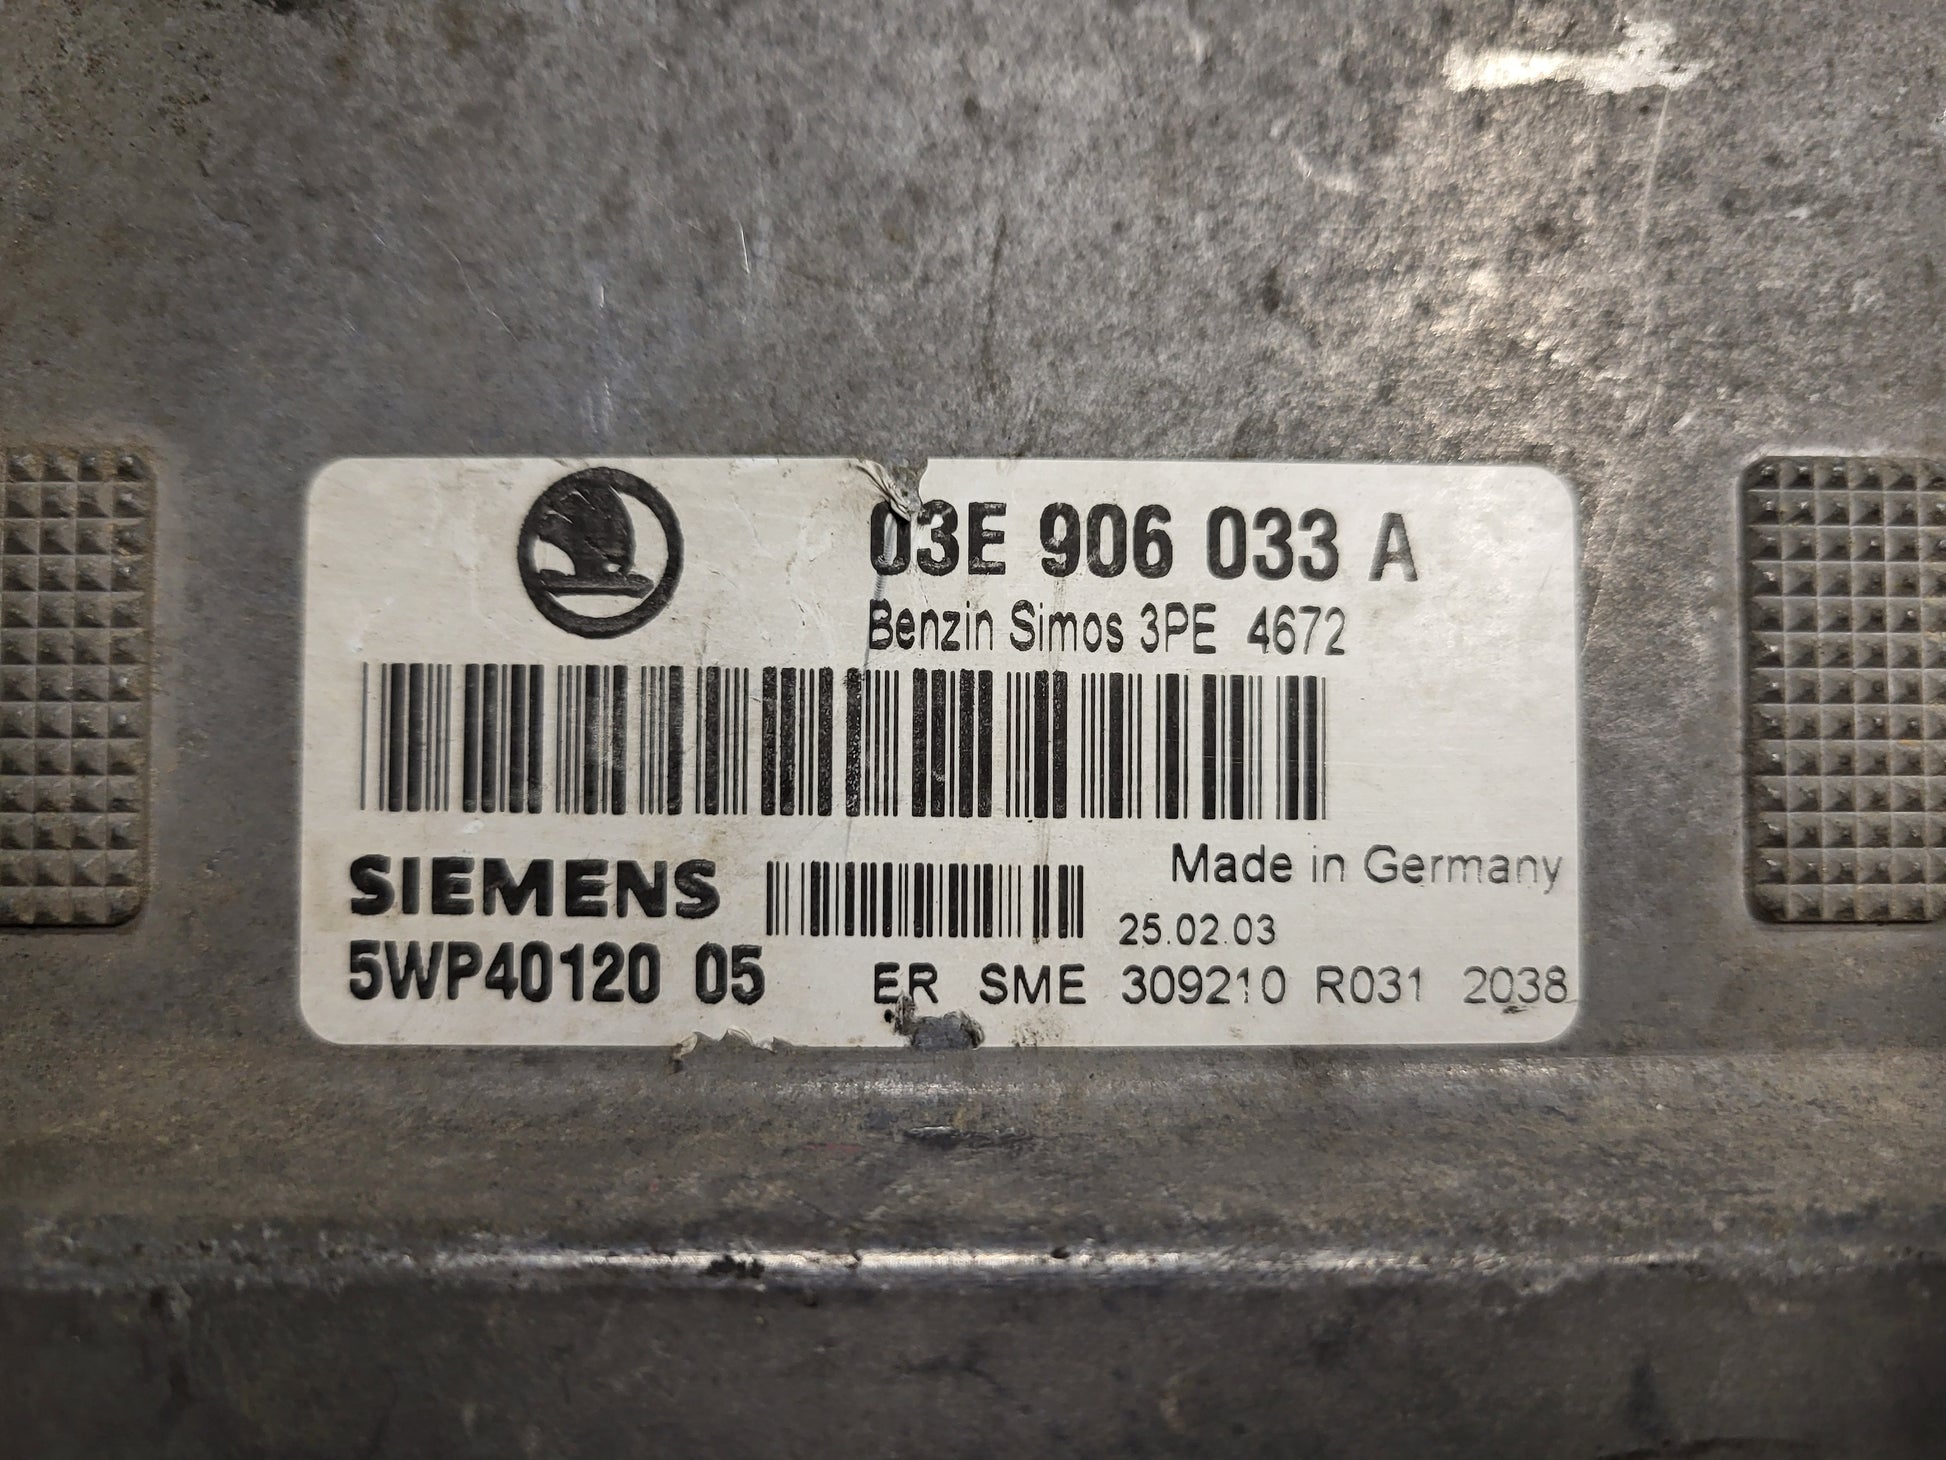 03E 906 033 A
Benzin Simos 3PE 4672
SIEMENS
Made in Germany
25.02.03
5WP40120 05
ER SME 309210 R031 2038